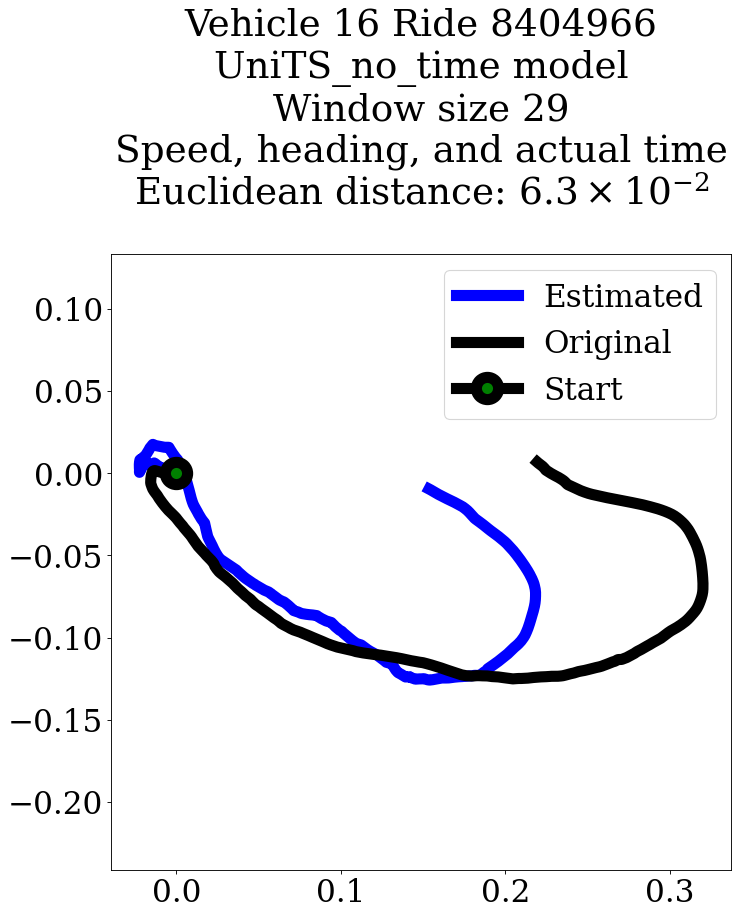 Vehicle 16 Ride 8404966
UniTS_no_time model
Window size 29
Speed, heading, and actual time
Euclidean distance: 6.3 × 10⁻²
Estimated
Original
Start
0.10
0.05
0.00
−0.05
−0.10
−0.15
−0.20
0.0 0.1 0.2 0.3